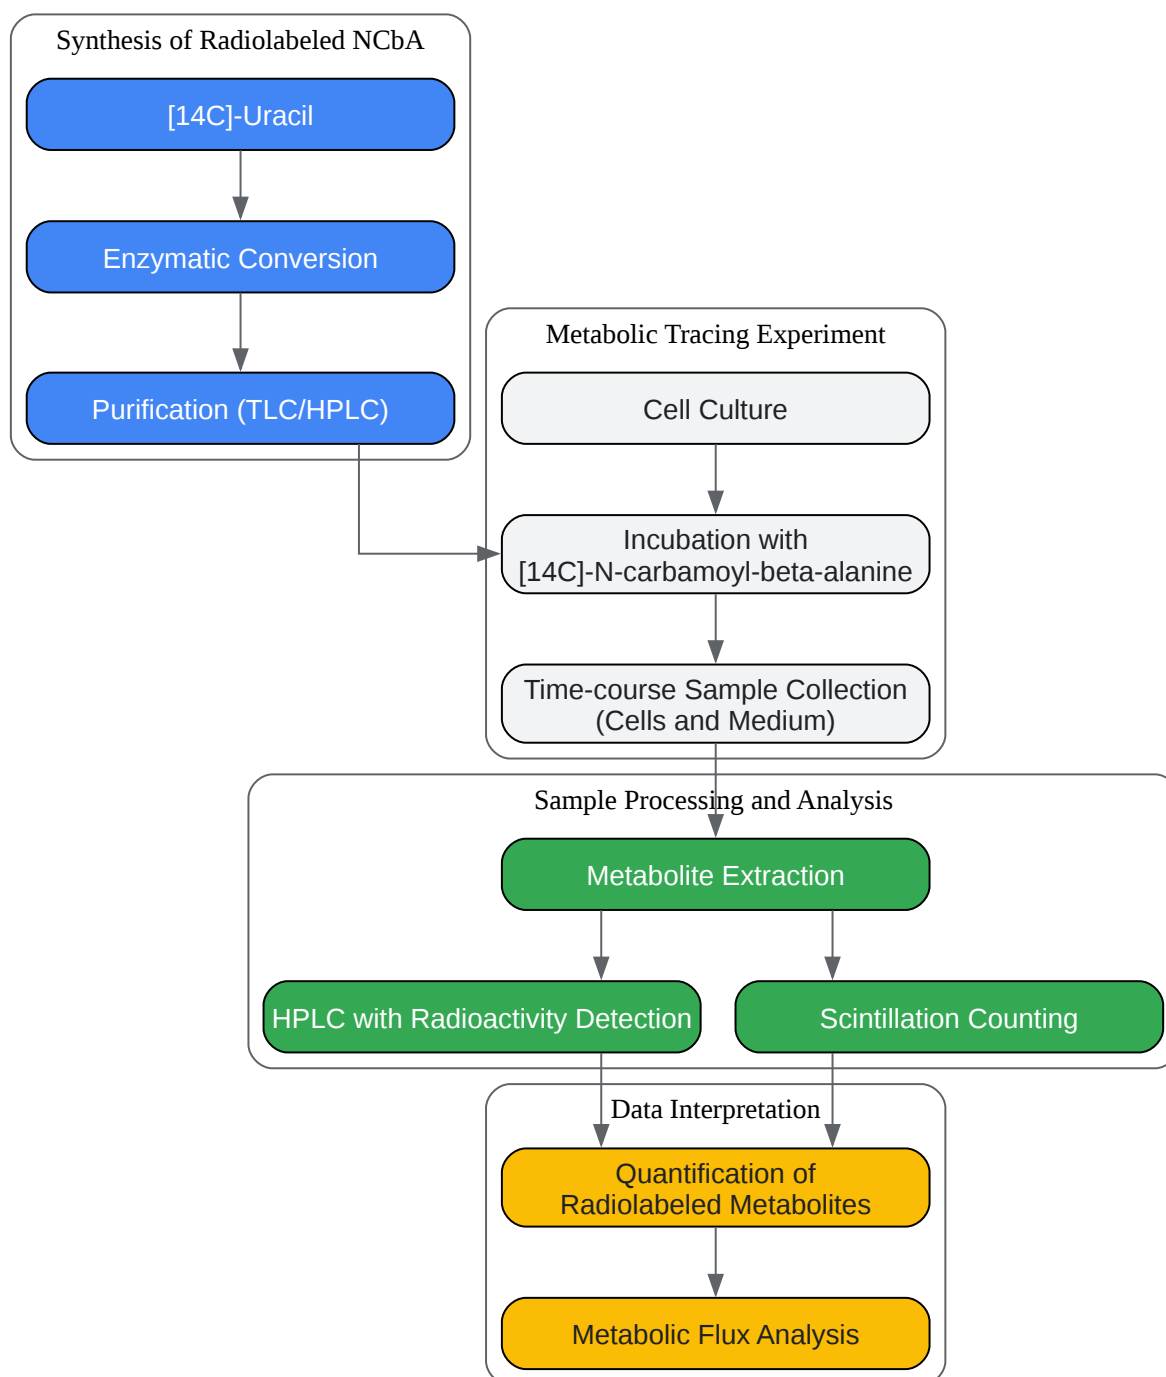 Synthesis of Radiolabeled NCbA
[14C]-Uracil
Enzymatic Conversion
Purification (TLC/HPLC)
Metabolic Tracing Experiment
Cell Culture
Incubation with
[14C]-N-carbamoyl-beta-alanine
Time-course Sample Collection
(Cells and Medium)
Sample Processing and Analysis
Metabolite Extraction
HPLC with Radioactivity Detection
Scintillation Counting
Data Interpretation
Quantification of
Radiolabeled Metabolites
Metabolic Flux Analysis